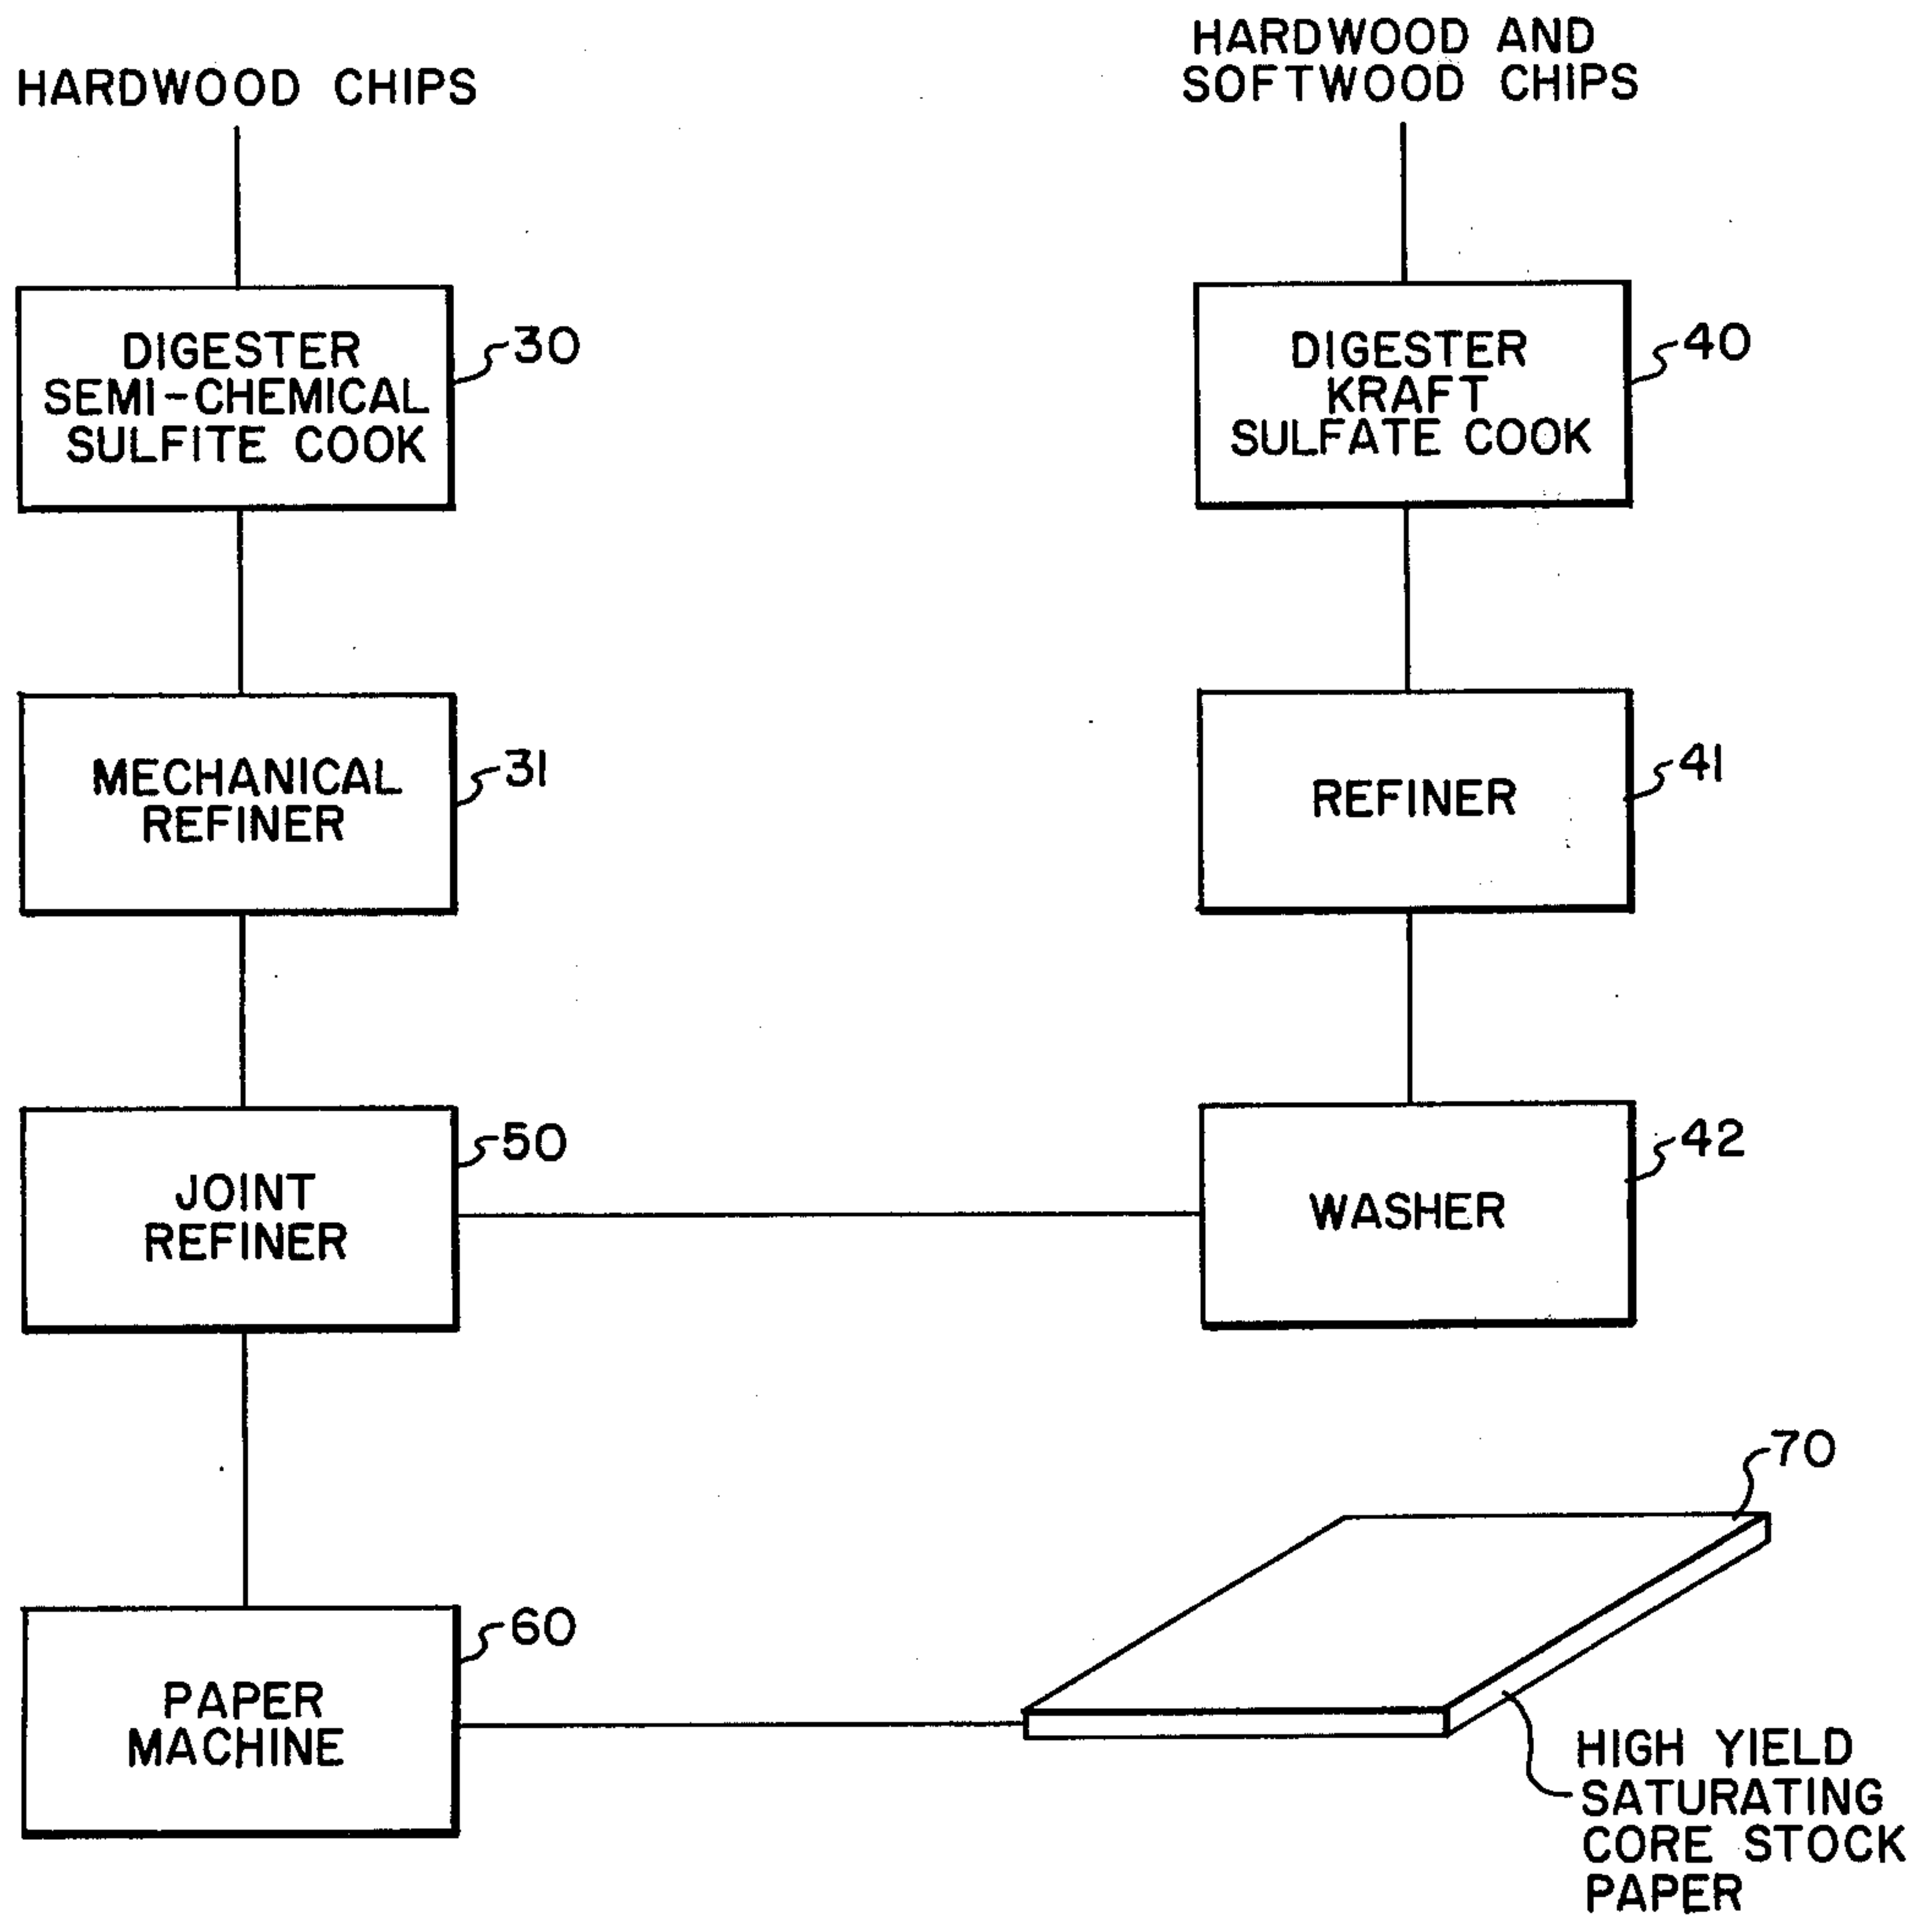 HARDWOOD CHIPS
HARDWOOD AND
SOFTWOOD CHIPS
DIGESTER
SEMI-CHEMICAL
SULFITE COOK
30
DIGESTER
KRAFT
SULFATE COOK
40
MECHANICAL
REFINER
31
REFINER
41
JOINT
REFINER
50
WASHER
42
PAPER
MACHINE
60
70
HIGH YIELD
SATURATING
CORE STOCK
PAPER